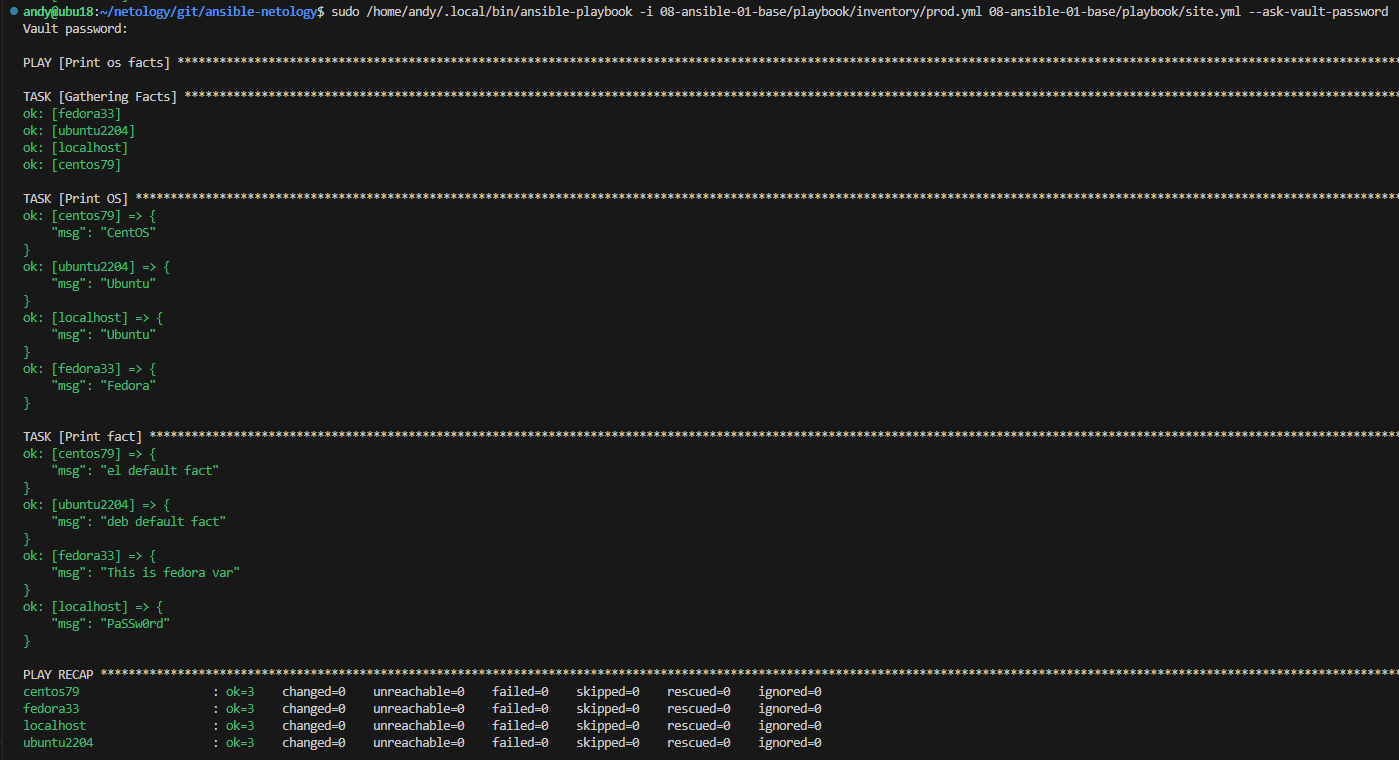 andy@ubu18:~/netology/git/ansible-netology$ sudo /home/andy/.local/bin/ansible-playbook -i 08-ansible-01-base/playbook/inventory/prod.yml 08-ansible-01-base/playbook/site.yml --ask-vault-password
Vault password:
PLAY [Print os facts] ****************************************************************************************************************************************************************************
TASK [Gathering Facts] ***************************************************************************************************************************************************************************
ok: [fedora33]
ok: [ubuntu2204]
ok: [localhost]
ok: [centos79]
TASK [Print OS] **********************************************************************************************************************************************************************************
ok: [centos79] => {
    "msg": "CentOS"
}
ok: [ubuntu2204] => {
    "msg": "Ubuntu"
}
ok: [localhost] => {
    "msg": "Ubuntu"
}
ok: [fedora33] => {
    "msg": "Fedora"
}
TASK [Print fact] ********************************************************************************************************************************************************************************
ok: [centos79] => {
    "msg": "el default fact"
}
ok: [ubuntu2204] => {
    "msg": "deb default fact"
}
ok: [fedora33] => {
    "msg": "This is fedora var"
}
ok: [localhost] => {
    "msg": "PaSSw0rd"
}
PLAY RECAP ***************************************************************************************************************************************************************************************
centos79                   : ok=3    changed=0    unreachable=0    failed=0    skipped=0    rescued=0    ignored=0
fedora33                   : ok=3    changed=0    unreachable=0    failed=0    skipped=0    rescued=0    ignored=0
localhost                  : ok=3    changed=0    unreachable=0    failed=0    skipped=0    rescued=0    ignored=0
ubuntu2204                 : ok=3    changed=0    unreachable=0    failed=0    skipped=0    rescued=0    ignored=0